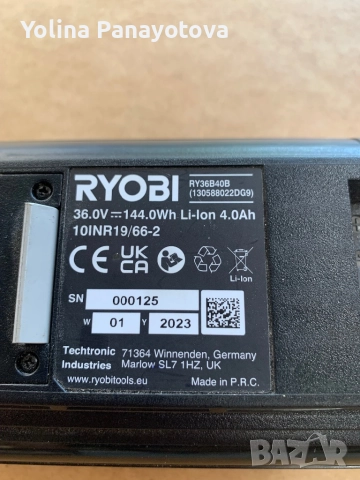 Yolina Panayotova
RYOBI
RY36B40B
(130588022DG9)
36.0V⎓144.0Wh Li-Ion 4.0Ah
10INR19/66-2
CE UK CA
Li-Ion
SN 000125
W 01 Y 2023
Techtronic Industries
71364 Winnenden, Germany
Marlow SL7 1HZ, UK
www.ryobitools.eu
Made in P.R.C.
BAZAR
bg